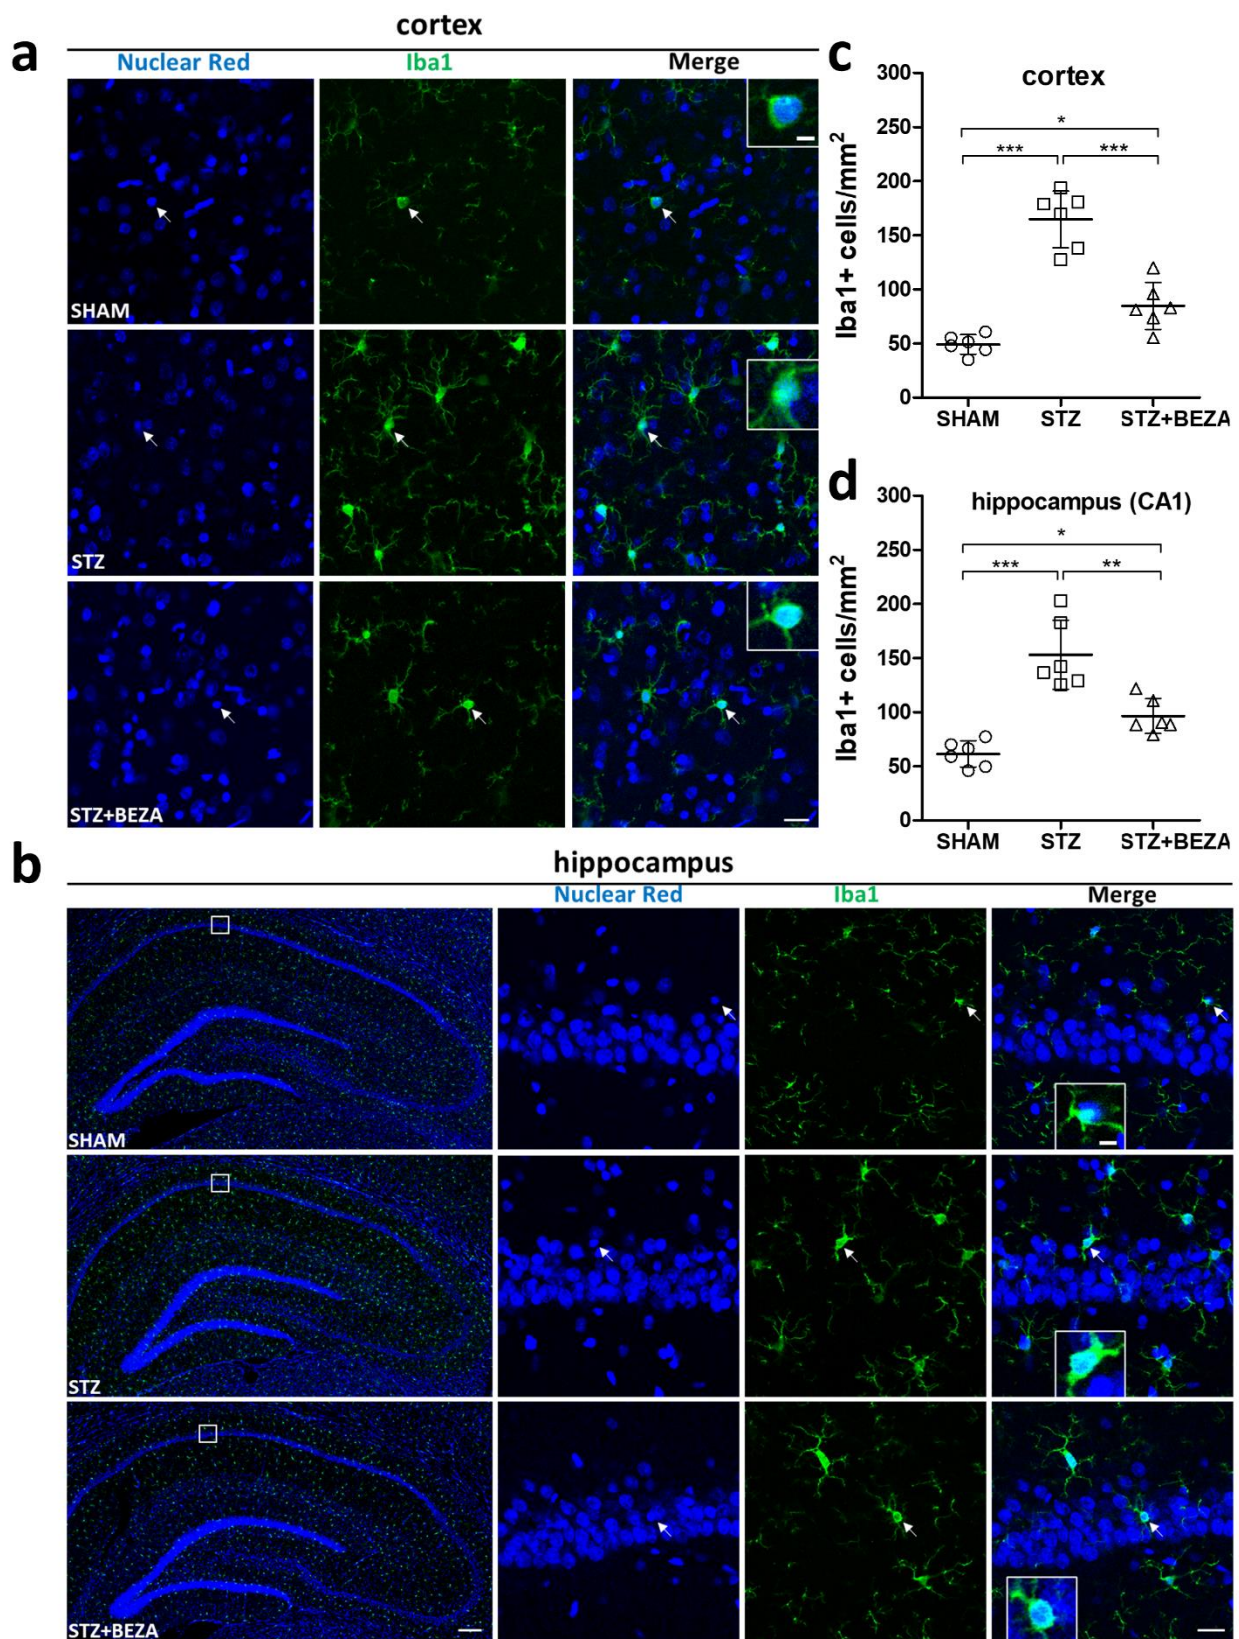 a
cortex
Nuclear Red Iba1 Merge
SHAM
STZ
STZ+BEZA
c
cortex
Iba1+ cells/mm²
300
250
200
150
100
50
0
*
*** ***
SHAM STZ STZ+BEZA
d
hippocampus (CA1)
Iba1+ cells/mm²
300
250
200
150
100
50
0
*
*** **
SHAM STZ STZ+BEZA
b
hippocampus
Nuclear Red Iba1 Merge
SHAM
STZ
STZ+BEZA